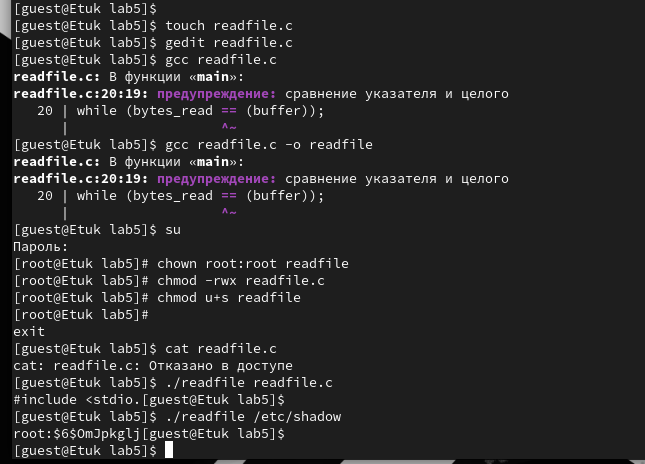 [guest@Etuk lab5]$
[guest@Etuk lab5]$ touch readfile.c
[guest@Etuk lab5]$ gedit readfile.c
[guest@Etuk lab5]$ gcc readfile.c
readfile.c: В функции «main»:
readfile.c:20:19: предупреждение: сравнение указателя и целого
   20 | while (bytes_read == (buffer));
      |                   ^~
[guest@Etuk lab5]$ gcc readfile.c -o readfile
readfile.c: В функции «main»:
readfile.c:20:19: предупреждение: сравнение указателя и целого
   20 | while (bytes_read == (buffer));
      |                   ^~
[guest@Etuk lab5]$ su
Пароль:
[root@Etuk lab5]# chown root:root readfile
[root@Etuk lab5]# chmod -rwx readfile.c
[root@Etuk lab5]# chmod u+s readfile
[root@Etuk lab5]#
exit
[guest@Etuk lab5]$ cat readfile.c
cat: readfile.c: Отказано в доступе
[guest@Etuk lab5]$ ./readfile readfile.c
#include <stdio.[guest@Etuk lab5]$
[guest@Etuk lab5]$ ./readfile /etc/shadow
root:$6$OmJpkglj[guest@Etuk lab5]$
[guest@Etuk lab5]$